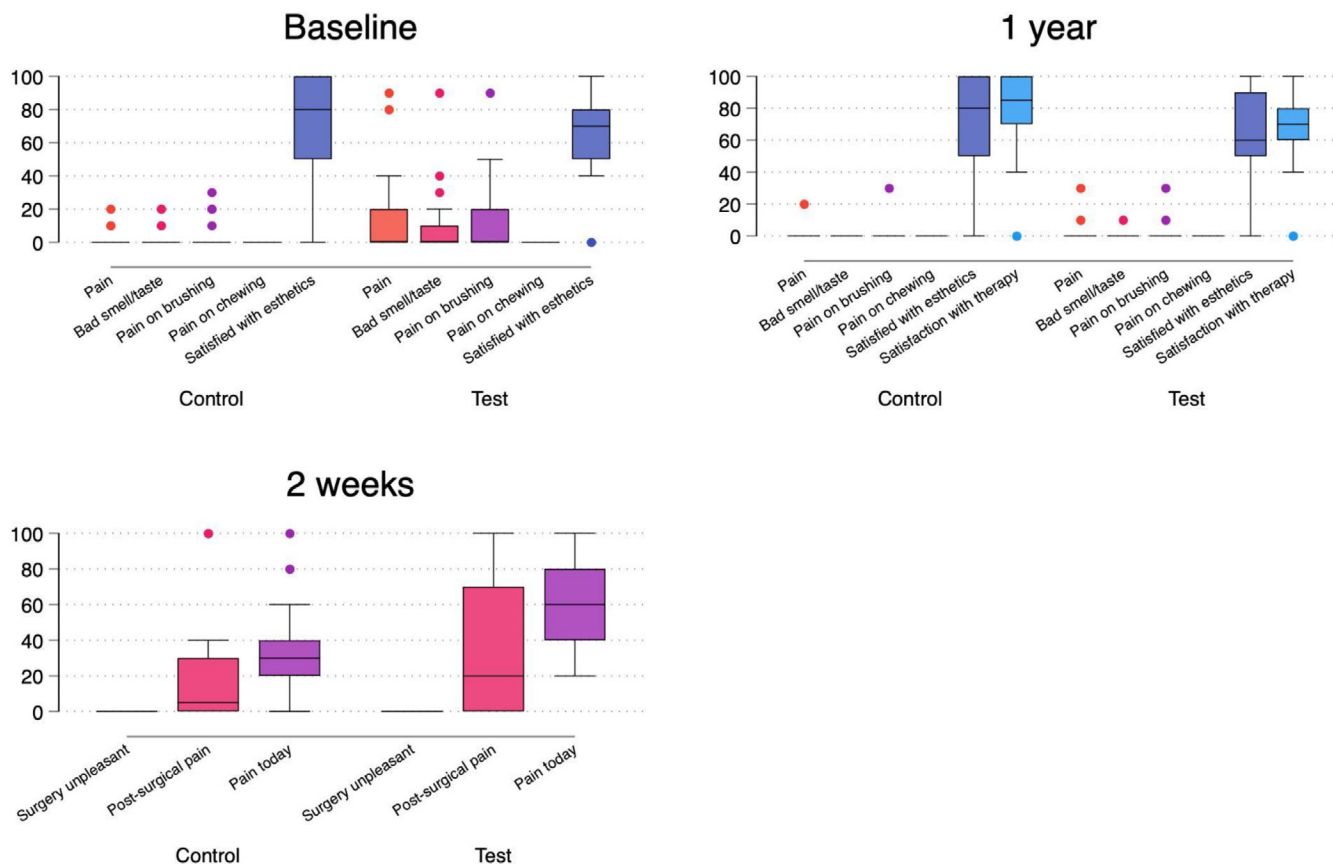 Baseline
100
80
60
40
20
0
Pain
Bad smell/taste
Pain on brushing
Pain on chewing
Satisfied with esthetics
Pain
Bad smell/taste
Pain on brushing
Pain on chewing
Satisfied with esthetics
Control
Test
1 year
100
80
60
40
20
0
Pain
Bad smell/taste
Pain on brushing
Pain on chewing
Satisfied with esthetics
Satisfaction with therapy
Pain
Bad smell/taste
Pain on brushing
Pain on chewing
Satisfied with esthetics
Satisfaction with therapy
Control
Test
2 weeks
100
80
60
40
20
0
Surgery unpleasant
Post-surgical pain
Pain today
Surgery unpleasant
Post-surgical pain
Pain today
Control
Test